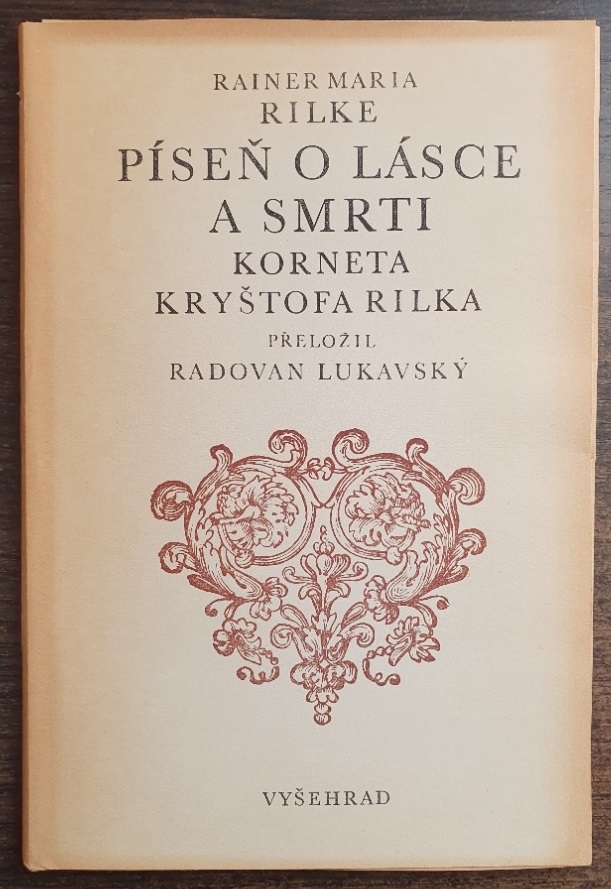 RAINER MARIA
RILKE
PÍSEŇ O LÁSCE
A SMRTI
KORNETA
KRYŠTOFA RILKA
PŘELOŽIL
RADOVAN LUKAVSKÝ
VYŠEHRAD